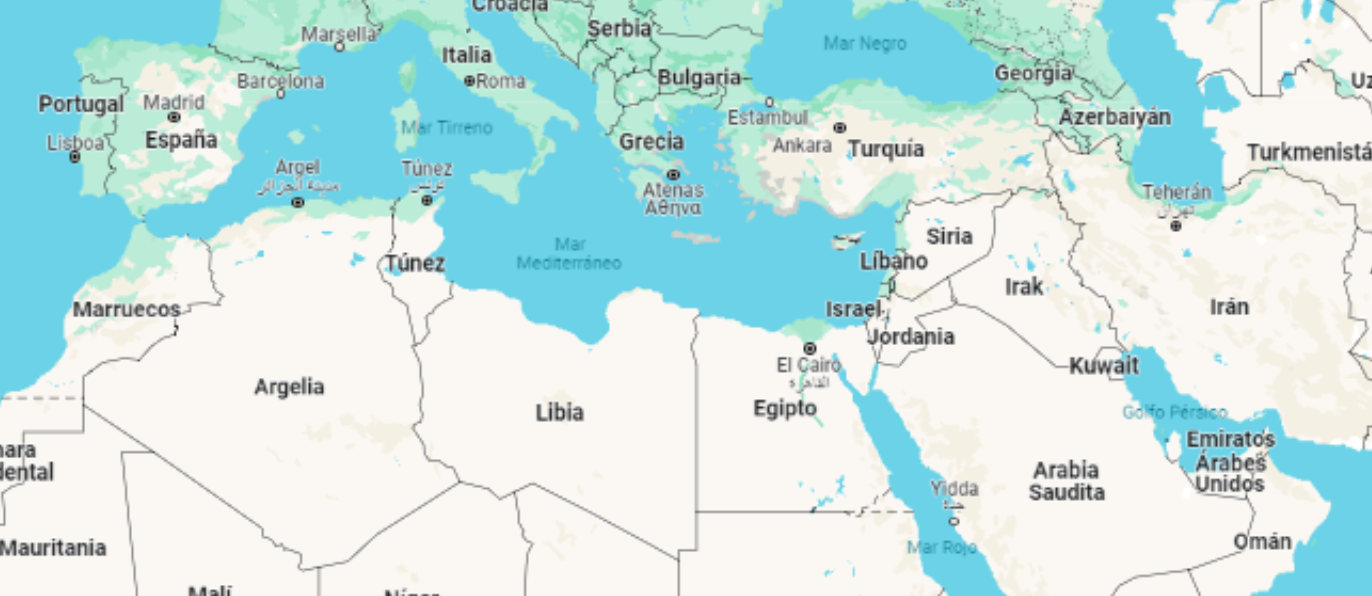 Croacia
Marsella
Serbia
Mar Negro
Italia
Georgia
Barcelona
Roma
Bulgaria
Portugal
Madrid
Estambul
Azerbaiyán
España
Mar Tirreno
Grecia
Ankara
Turquía
Lisboa
Turkmenistá
Argel
مدينة الجزائر
Túnez
تونس
Atenas
Αθήνα
Teherán
تهران
Siria
Mar
Mediterráneo
Túnez
Líbano
Irak
Marruecos
Israel
Irán
Jordania
El Cairo
القاهرة
Kuwait
Argelia
Libia
Egipto
Golfo Pérsico
Emiratos
Árabes
Unidos
Arabia
Saudita
Yidda
جدة
Mauritania
Mar Rojo
Omán
Malí
Níger